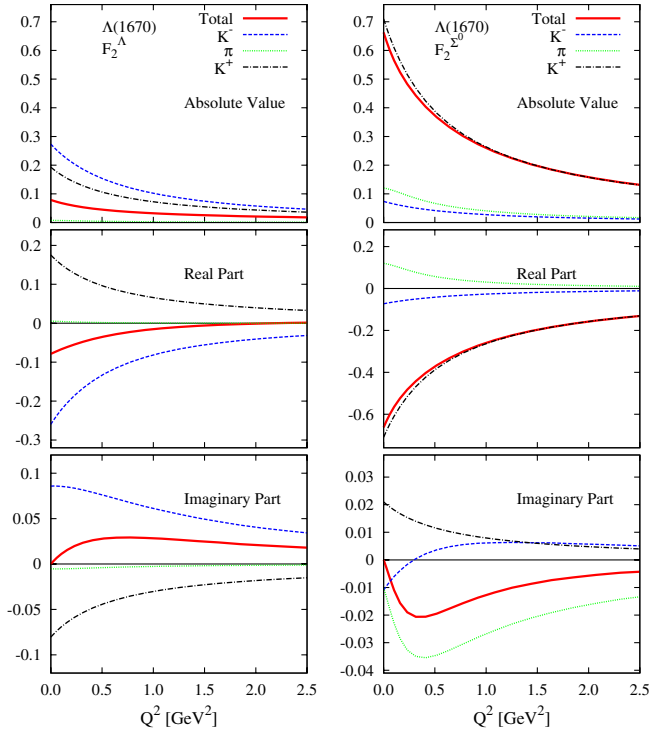 Λ(1670)
F₂^Λ
Total
K⁻
π
K⁺
Absolute Value
0.7
0.6
0.5
0.4
0.3
0.2
0.1
0
Real Part
0.2
0.1
0
-0.1
-0.2
-0.3
Imaginary Part
0.1
0.05
0
-0.05
-0.1
0 0.5 1.0 1.5 2.0 2.5
Q² [GeV²]
Λ(1670)
F₂^Σ⁰
Total
K⁻
π
K⁺
Absolute Value
0.7
0.6
0.5
0.4
0.3
0.2
0.1
0
Real Part
0.2
0
-0.2
-0.4
-0.6
Imaginary Part
0.03
0.02
0.01
0
-0.01
-0.02
-0.03
-0.04
0 0.5 1.0 1.5 2.0 2.5
Q² [GeV²]